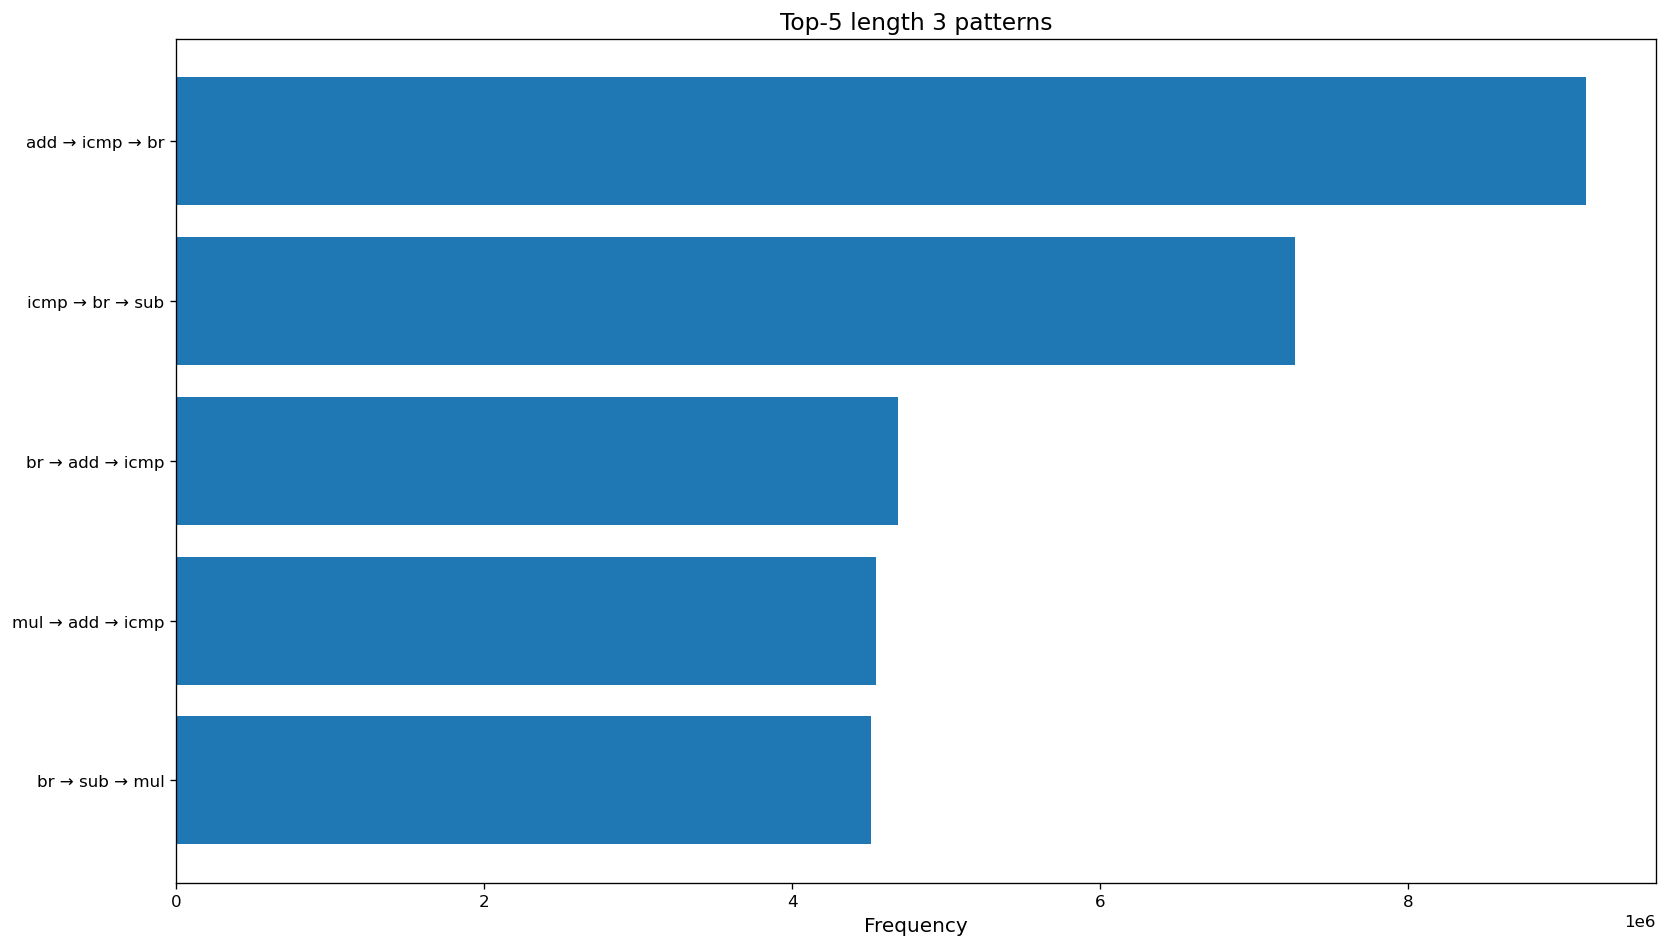 Top-5 length 3 patterns
add → icmp → br
icmp → br → sub
br → add → icmp
mul → add → icmp
br → sub → mul
0 2 4 6 8
Frequency
1e6